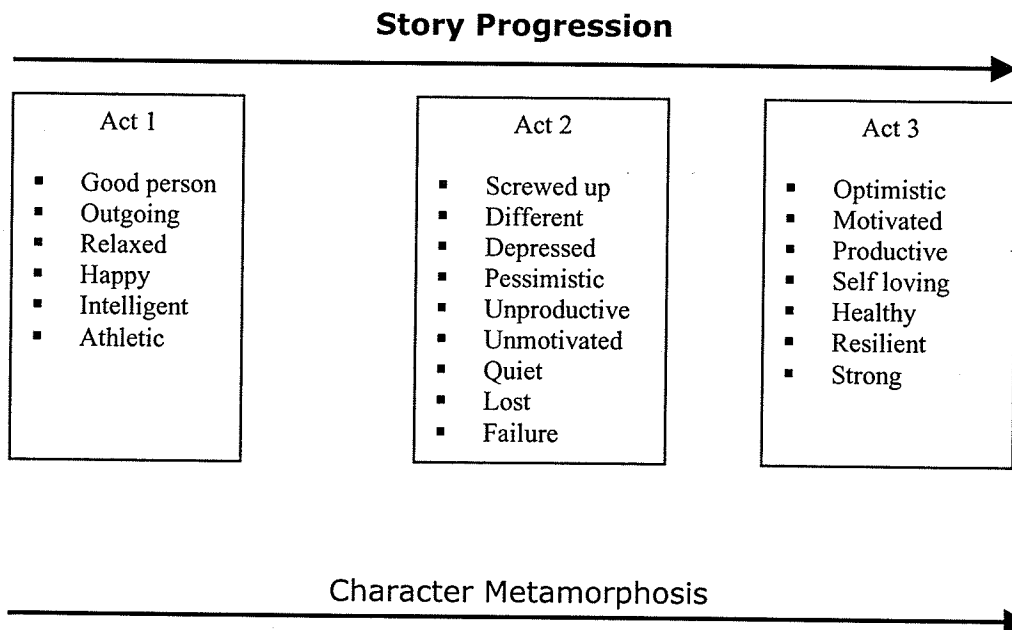 Story Progression
Act 1
▪ Good person
▪ Outgoing
▪ Relaxed
▪ Happy
▪ Intelligent
▪ Athletic
Act 2
▪ Screwed up
▪ Different
▪ Depressed
▪ Pessimistic
▪ Unproductive
▪ Unmotivated
▪ Quiet
▪ Lost
▪ Failure
Act 3
▪ Optimistic
▪ Motivated
▪ Productive
▪ Self loving
▪ Healthy
▪ Resilient
▪ Strong
Character Metamorphosis